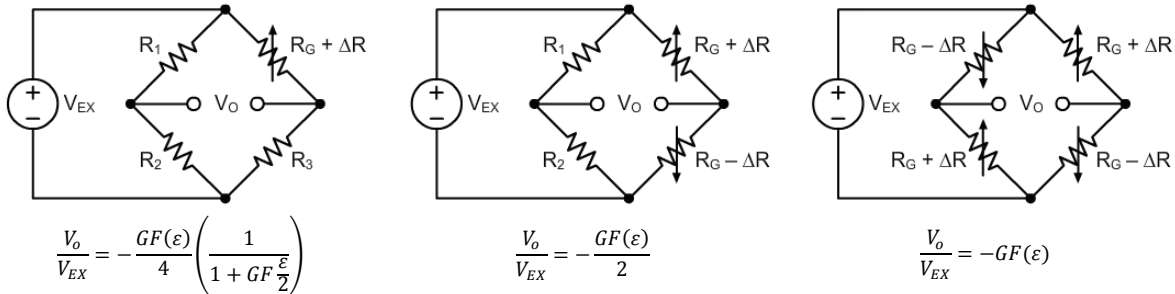 R1 RG + ΔR
+ VEX VO
−
R2 R3
Vo/VEX = − GF(ε)/4 (1/(1 + GF ε/2))
R1 RG + ΔR
+ VEX VO
−
R2 RG − ΔR
Vo/VEX = − GF(ε)/2
RG − ΔR RG + ΔR
+ VEX VO
−
RG + ΔR RG − ΔR
Vo/VEX = −GF(ε)